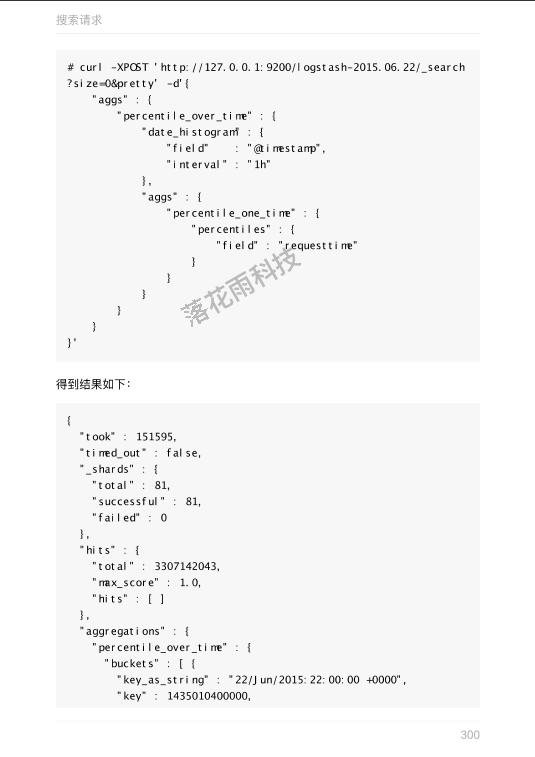 搜索请求
# curl -XPOST 'http://127.0.0.1:9200/logstash-2015.06.22/_search
?size=0&pretty' -d'{
    "aggs" : {
        "percentile_over_time" : {
            "date_histogram" : {
                "field"    : "@timestamp",
                "interval" : "1h"
            },
            "aggs" : {
                "percentile_one_time" : {
                    "percentiles" : {
                        "field" : "requesttime"
                    }
                }
            }
        }
    }
}'
落花雨科技
得到结果如下：
{
  "took" : 151595,
  "timed_out" : false,
  "_shards" : {
    "total" : 81,
    "successful" : 81,
    "failed" : 0
  },
  "hits" : {
    "total" : 3307142043,
    "max_score" : 1.0,
    "hits" : [ ]
  },
  "aggregations" : {
    "percentile_over_time" : {
      "buckets" : [ {
        "key_as_string" : "22/Jun/2015:22:00:00 +0000",
        "key" : 1435010400000,
300